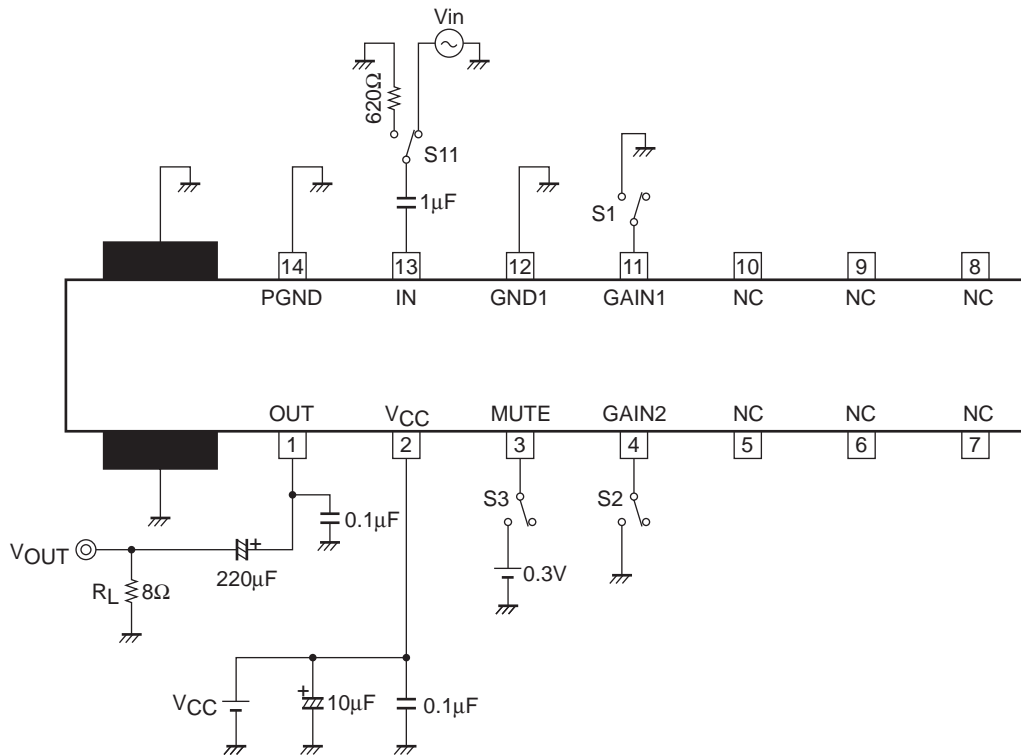 Vin
620Ω
S11
1μF
S1
14 13 12 11 10 9 8
PGND IN GND1 GAIN1 NC NC NC
OUT VCC MUTE GAIN2 NC NC NC
1 2 3 4 5 6 7
S3 S2
0.1μF
VOUT
+
220μF
0.3V
RL 8Ω
VCC
+
10μF
0.1μF